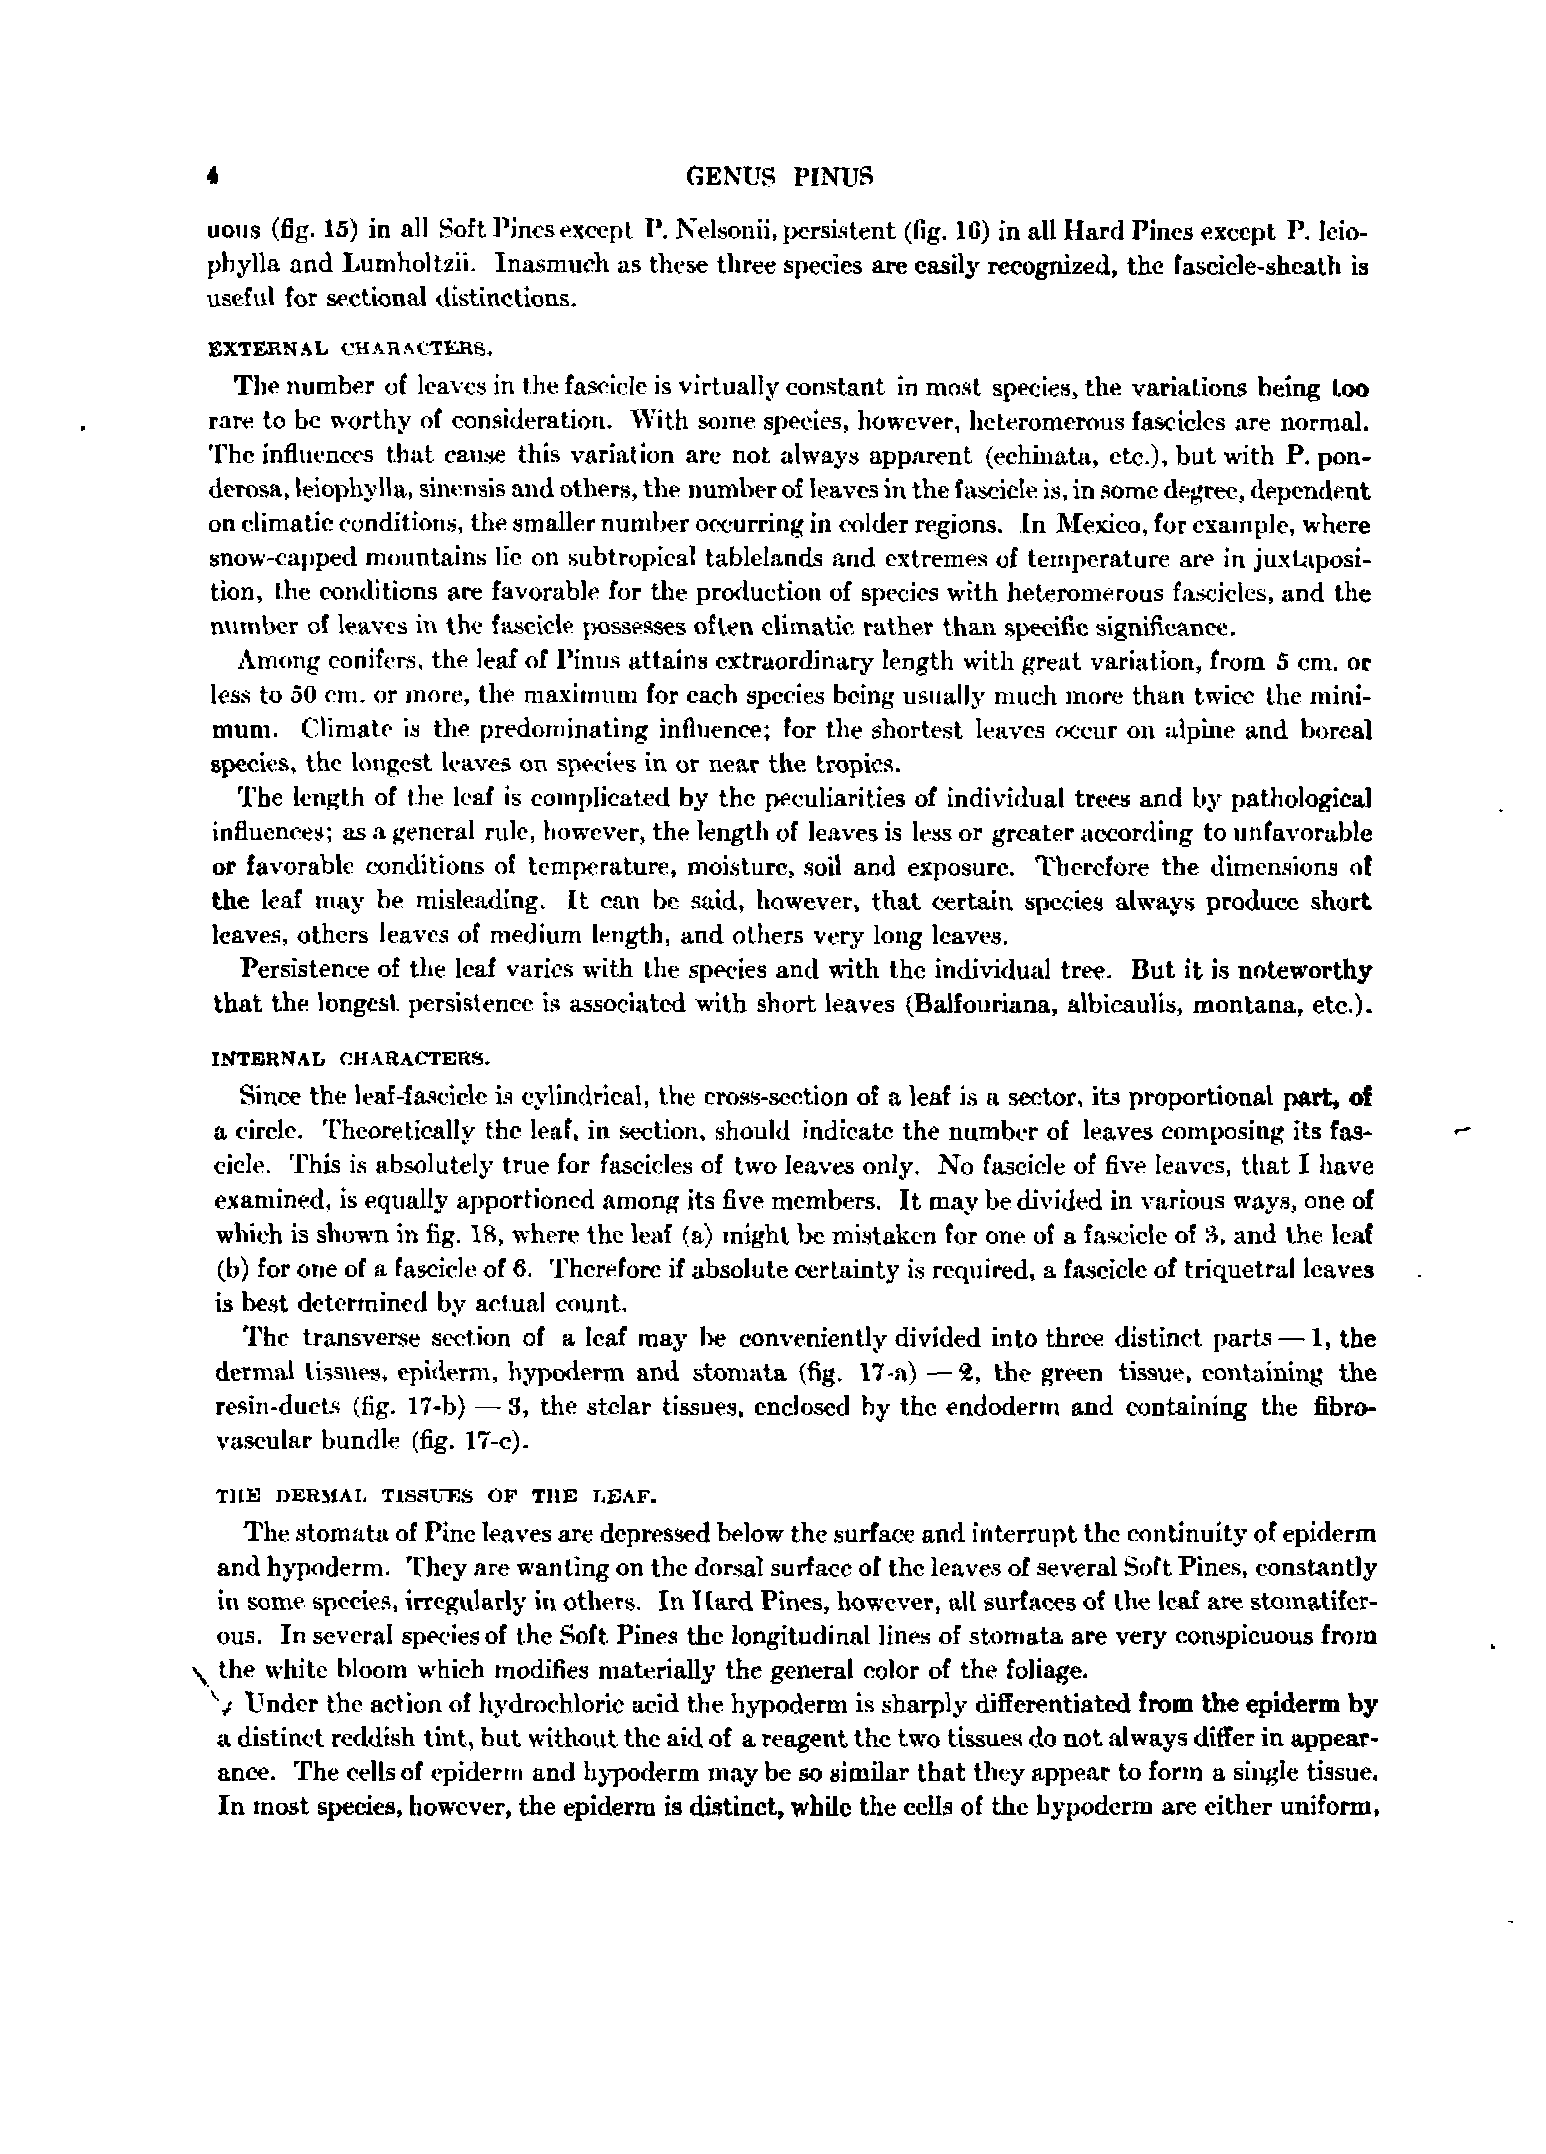 4 GENUS PINUS
uous (fig. 15) in all Soft Pines except P. Nelsonii, persistent (fig. 16) in all Hard Pines except P. leio-
phylla and Lumholtzii. Inasmuch as these three species are easily recognized, the fascicle-sheath is
useful for sectional distinctions.
EXTERNAL CHARACTERS.
The number of leaves in the fascicle is virtually constant in most species, the variations being too
rare to be worthy of consideration. With some species, however, heteromerous fascicles are normal.
The influences that cause this variation are not always apparent (echinata, etc.), but with P. pon-
derosa, leiophylla, sinensis and others, the number of leaves in the fascicle is, in some degree, dependent
on climatic conditions, the smaller number occurring in colder regions. In Mexico, for example, where
snow-capped mountains lie on subtropical tablelands and extremes of temperature are in juxtaposi-
tion, the conditions are favorable for the production of species with heteromerous fascicles, and the
number of leaves in the fascicle possesses often climatic rather than specific significance.
Among conifers, the leaf of Pinus attains extraordinary length with great variation, from 5 cm. or
less to 50 cm. or more, the maximum for each species being usually much more than twice the mini-
mum. Climate is the predominating influence; for the shortest leaves occur on alpine and boreal
species, the longest leaves on species in or near the tropics.
The length of the leaf is complicated by the peculiarities of individual trees and by pathological
influences; as a general rule, however, the length of leaves is less or greater according to unfavorable
or favorable conditions of temperature, moisture, soil and exposure. Therefore the dimensions of
the leaf may be misleading. It can be said, however, that certain species always produce short
leaves, others leaves of medium length, and others very long leaves.
Persistence of the leaf varies with the species and with the individual tree. But it is noteworthy
that the longest persistence is associated with short leaves (Balfouriana, albicaulis, montana, etc.).
INTERNAL CHARACTERS.
Since the leaf-fascicle is cylindrical, the cross-section of a leaf is a sector, its proportional part, of
a circle. Theoretically the leaf, in section, should indicate the number of leaves composing its fas-
cicle. This is absolutely true for fascicles of two leaves only. No fascicle of five leaves, that I have
examined, is equally apportioned among its five members. It may be divided in various ways, one of
which is shown in fig. 18, where the leaf (a) might be mistaken for one of a fascicle of 3, and the leaf
(b) for one of a fascicle of 6. Therefore if absolute certainty is required, a fascicle of triquetral leaves
is best determined by actual count.
The transverse section of a leaf may be conveniently divided into three distinct parts — 1, the
dermal tissues, epiderm, hypoderm and stomata (fig. 17-a) — 2, the green tissue, containing the
resin-ducts (fig. 17-b) — 3, the stelar tissues, enclosed by the endoderm and containing the fibro-
vascular bundle (fig. 17-c).
THE DERMAL TISSUES OF THE LEAF.
The stomata of Pine leaves are depressed below the surface and interrupt the continuity of epiderm
and hypoderm. They are wanting on the dorsal surface of the leaves of several Soft Pines, constantly
in some species, irregularly in others. In Hard Pines, however, all surfaces of the leaf are stomatifer-
ous. In several species of the Soft Pines the longitudinal lines of stomata are very conspicuous from
the white bloom which modifies materially the general color of the foliage.
Under the action of hydrochloric acid the hypoderm is sharply differentiated from the epiderm by
a distinct reddish tint, but without the aid of a reagent the two tissues do not always differ in appear-
ance. The cells of epiderm and hypoderm may be so similar that they appear to form a single tissue.
In most species, however, the epiderm is distinct, while the cells of the hypoderm are either uniform,